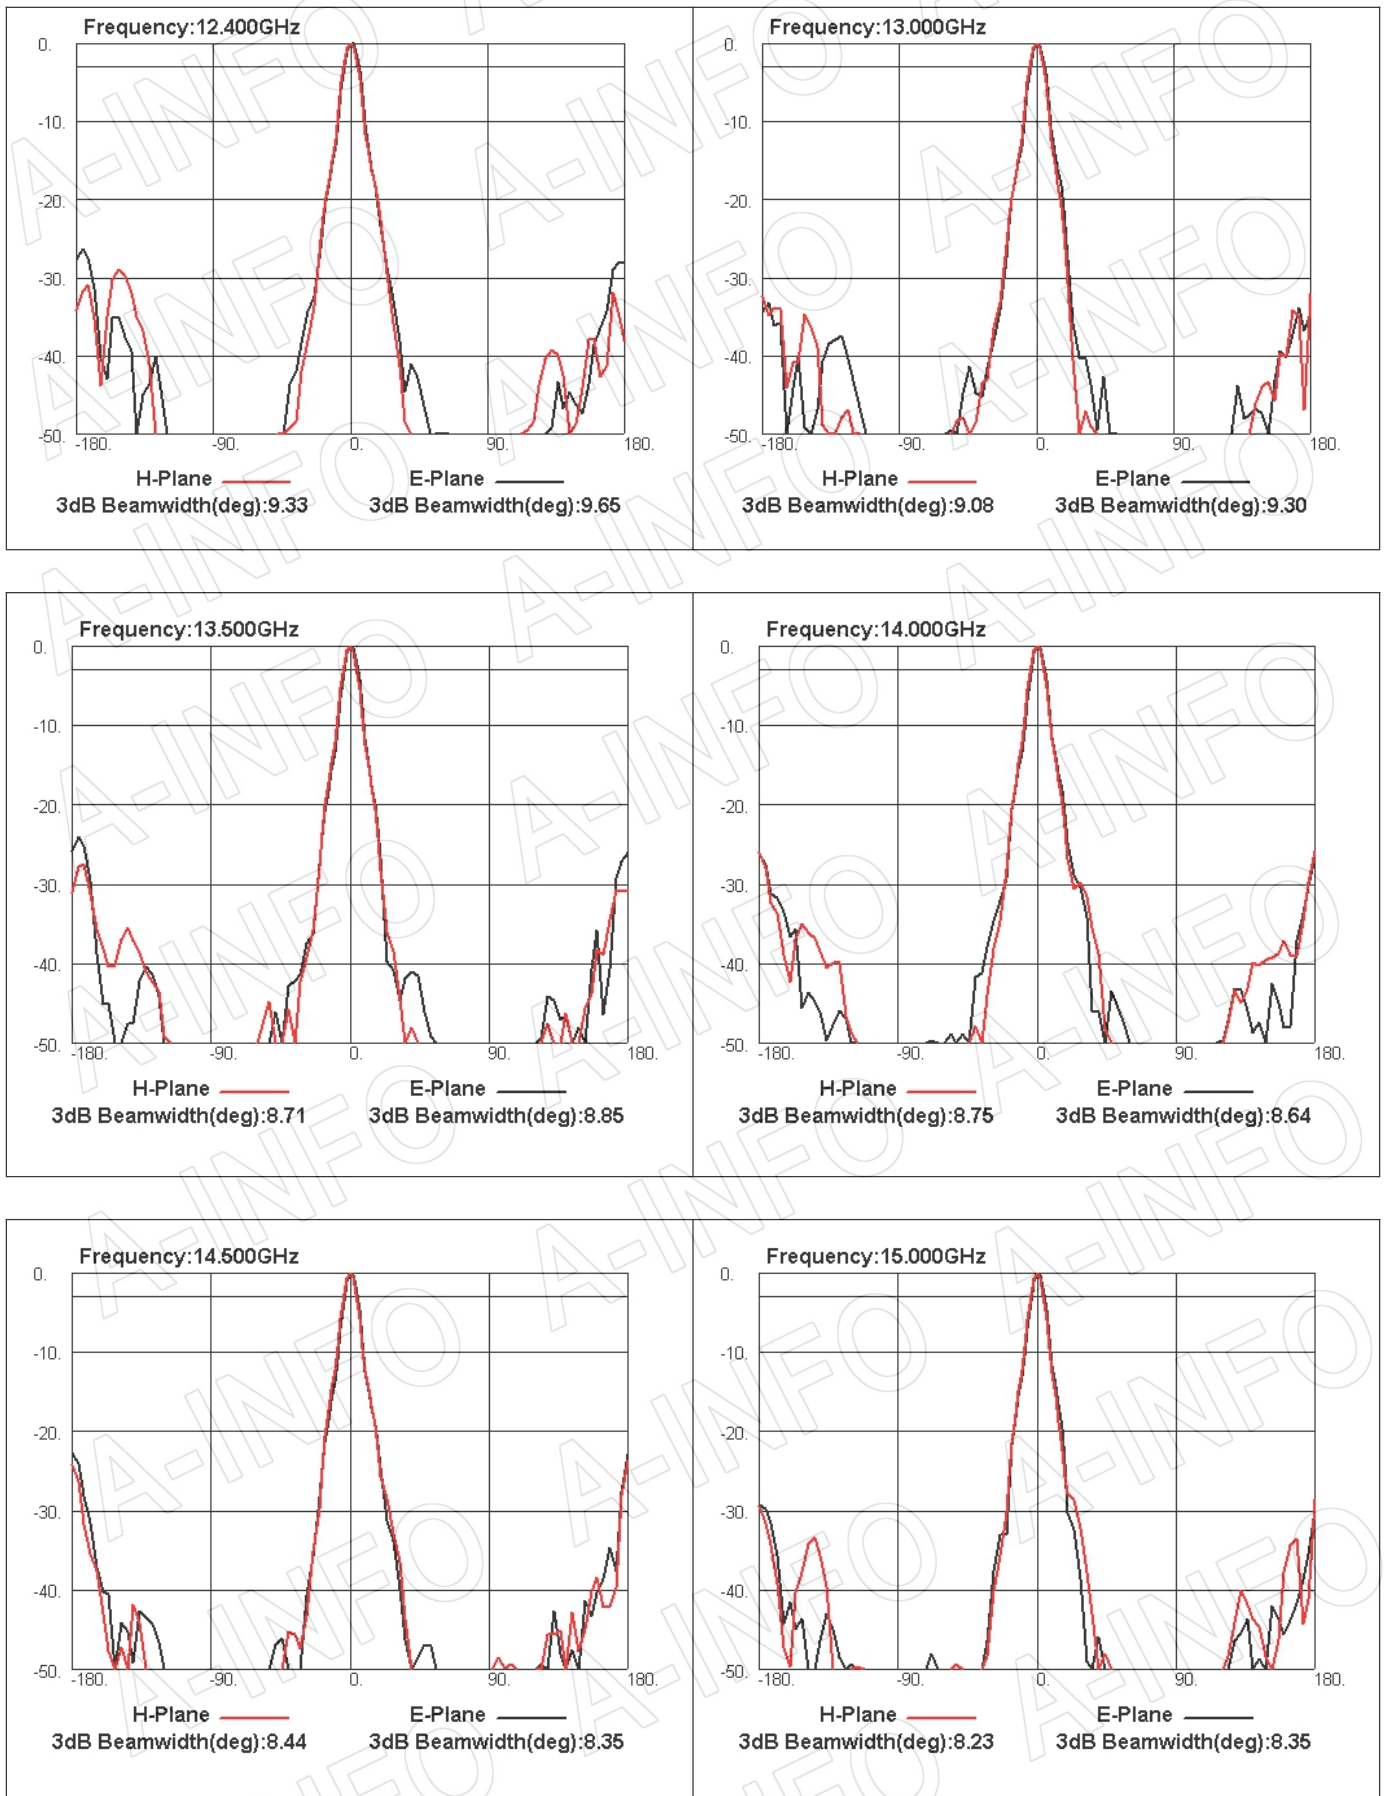 Frequency:12.400GHz
0.
-10.
-20.
-30.
-40.
-50.
-180.
-90.
0.
90.
180.
H-Plane
E-Plane
3dB Beamwidth(deg):9.33
3dB Beamwidth(deg):9.65
Frequency:13.000GHz
0.
-10.
-20.
-30.
-40.
-50.
-180.
-90.
0.
90.
180.
H-Plane
E-Plane
3dB Beamwidth(deg):9.08
3dB Beamwidth(deg):9.30
Frequency:13.500GHz
0.
-10.
-20.
-30.
-40.
-50.
-180.
-90.
0.
90.
180.
H-Plane
E-Plane
3dB Beamwidth(deg):8.71
3dB Beamwidth(deg):8.85
Frequency:14.000GHz
0.
-10.
-20.
-30.
-40.
-50.
-180.
-90.
0.
90.
180.
H-Plane
E-Plane
3dB Beamwidth(deg):8.75
3dB Beamwidth(deg):8.64
Frequency:14.500GHz
0.
-10.
-20.
-30.
-40.
-50.
-180.
-90.
0.
90.
180.
H-Plane
E-Plane
3dB Beamwidth(deg):8.44
3dB Beamwidth(deg):8.35
Frequency:15.000GHz
0.
-10.
-20.
-30.
-40.
-50.
-180.
-90.
0.
90.
180.
H-Plane
E-Plane
3dB Beamwidth(deg):8.23
3dB Beamwidth(deg):8.35
A-INFO